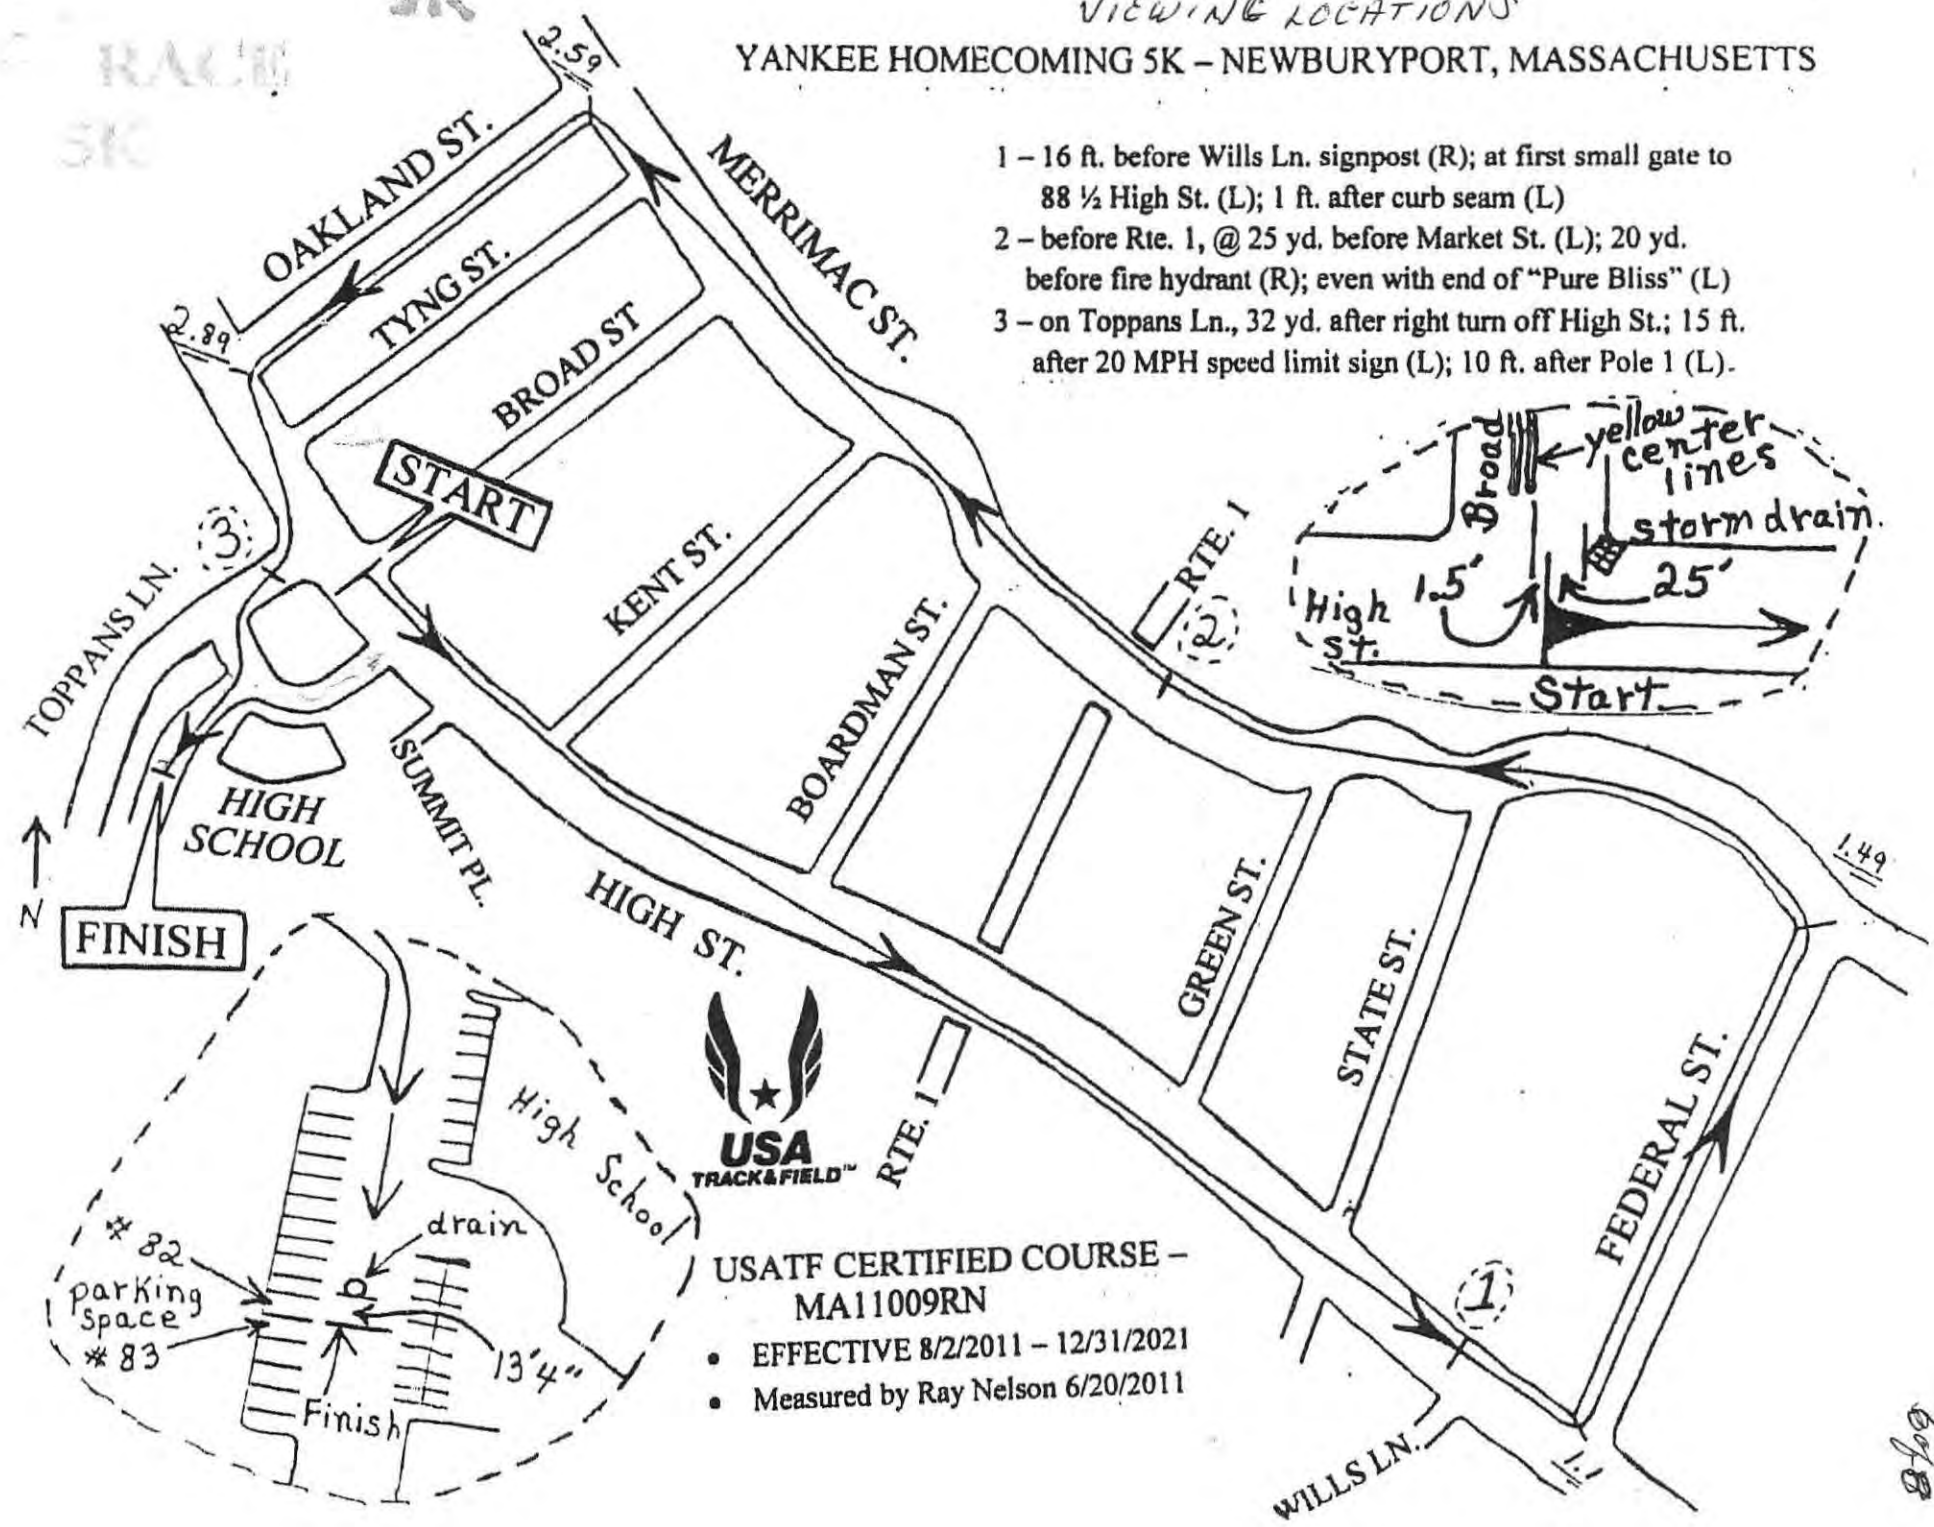 5K
VIEWING LOCATIONS
RACE
5K
YANKEE HOMECOMING 5K – NEWBURYPORT, MASSACHUSETTS
1 – 16 ft. before Wills Ln. signpost (R); at first small gate to
88 ½ High St. (L); 1 ft. after curb seam (L)
2 – before Rte. 1, @ 25 yd. before Market St. (L); 20 yd.
before fire hydrant (R); even with end of "Pure Bliss" (L)
3 – on Toppans Ln., 32 yd. after right turn off High St.; 15 ft.
after 20 MPH speed limit sign (L); 10 ft. after Pole 1 (L).
2.59
OAKLAND ST.
MERRIMAC ST.
TYNG ST.
2.89
BROAD ST
START
KENT ST.
3
TOPPANS LN.
BOARDMAN ST.
RTE. 1
2
Broad
yellow
center
lines
storm drain.
1.5'
25'
High
St.
Start
HIGH
SCHOOL
SUMMIT PL.
N
FINISH
HIGH ST.
GREEN ST.
STATE ST.
FEDERAL ST.
1.49
USA
TRACK&FIELD™
RTE. 1
High School
drain
# 82
parking
space
# 83
13'4"
Finish
USATF CERTIFIED COURSE –
MA11009RN
• EFFECTIVE 8/2/2011 – 12/31/2021
• Measured by Ray Nelson 6/20/2011
1
WILLS LN.
1.1